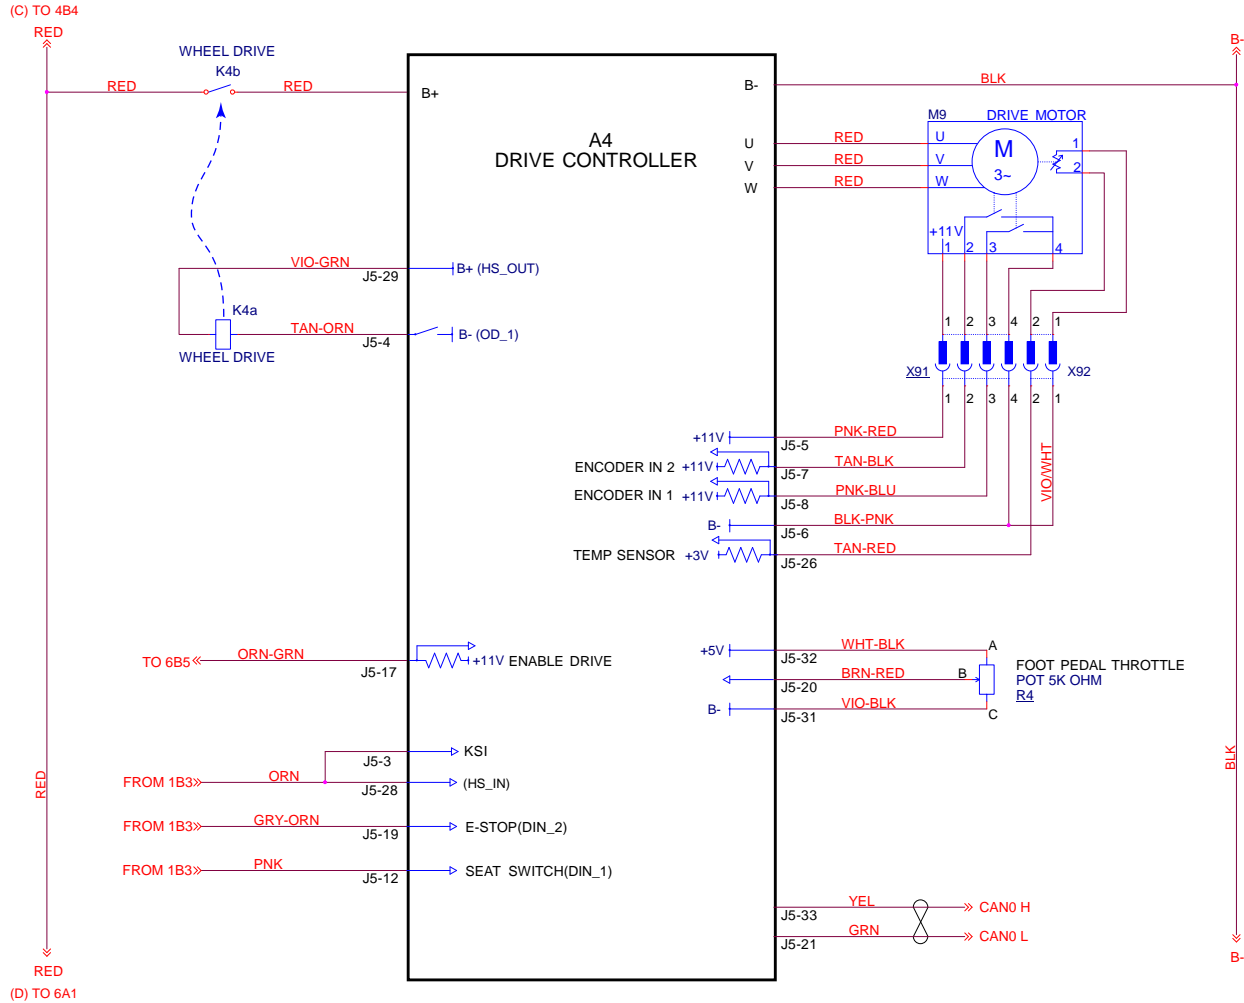 (C) TO 4B4
RED
B-
WHEEL DRIVE
K4b
RED
RED
B+
B-
BLK
A4
DRIVE CONTROLLER
M9
DRIVE MOTOR
U
RED
U
V
RED
V
W
RED
W
M
3~
1
2
+11V
1 2 3 4
VIO-GRN
J5-29
B+ (HS_OUT)
K4a
TAN-ORN
J5-4
B- (OD_1)
WHEEL DRIVE
1 2 3 4 2 1
X91
X92
1 2 3 4 2 1
+11V
J5-5
PNK-RED
ENCODER IN 2 +11V
J5-7
TAN-BLK
ENCODER IN 1 +11V
J5-8
PNK-BLU
B-
J5-6
BLK-PNK
VIO/WHT
TEMP SENSOR +3V
J5-26
TAN-RED
TO 6B5
ORN-GRN
J5-17
+11V ENABLE DRIVE
+5V
J5-32
WHT-BLK
A
J5-20
BRN-RED
B
B-
J5-31
VIO-BLK
C
FOOT PEDAL THROTTLE
POT 5K OHM
R4
J5-3
KSI
FROM 1B3
ORN
J5-28
(HS_IN)
FROM 1B3
GRY-ORN
J5-19
E-STOP(DIN_2)
FROM 1B3
PNK
J5-12
SEAT SWITCH(DIN_1)
RED
BLK
J5-33
YEL
CAN0 H
J5-21
GRN
CAN0 L
RED
B-
(D) TO 6A1